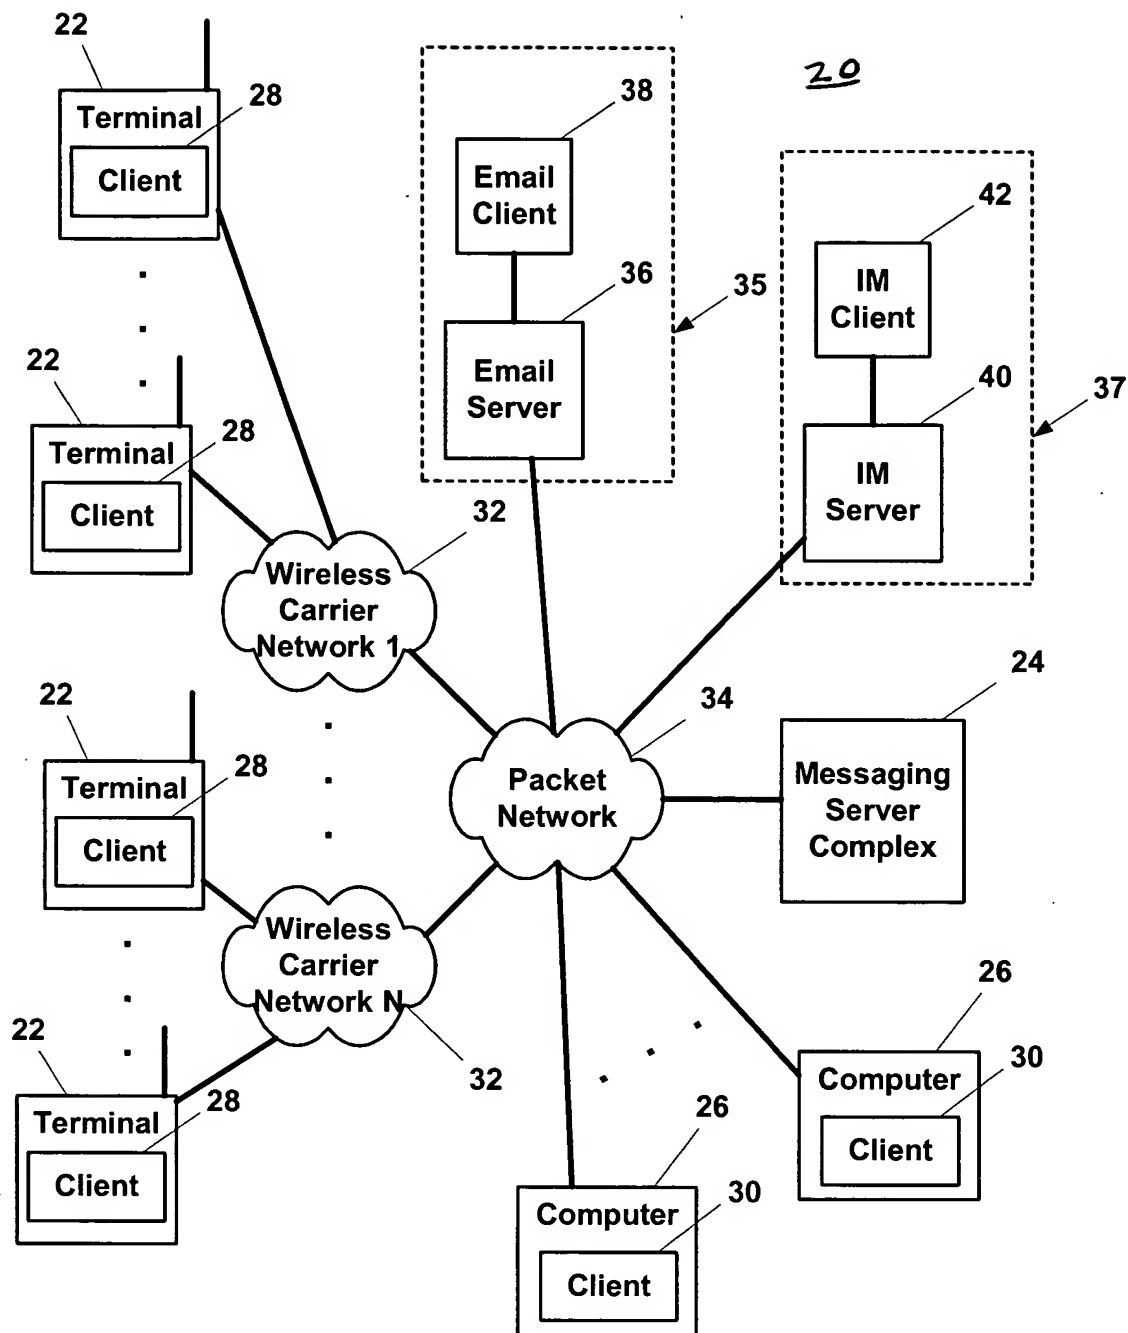 22
20
38
28
Terminal
Client
Email
Client
42
36
35
IM
Client
22
40
37
Email
Server
28
Terminal
Client
IM
Server
32
Wireless
Carrier
Network 1
24
22
34
28
Terminal
Client
Packet
Network
Messaging
Server
Complex
Wireless
Carrier
Network N
26
22
32
30
28
Computer
Client
Terminal
Client
26
30
Computer
Client